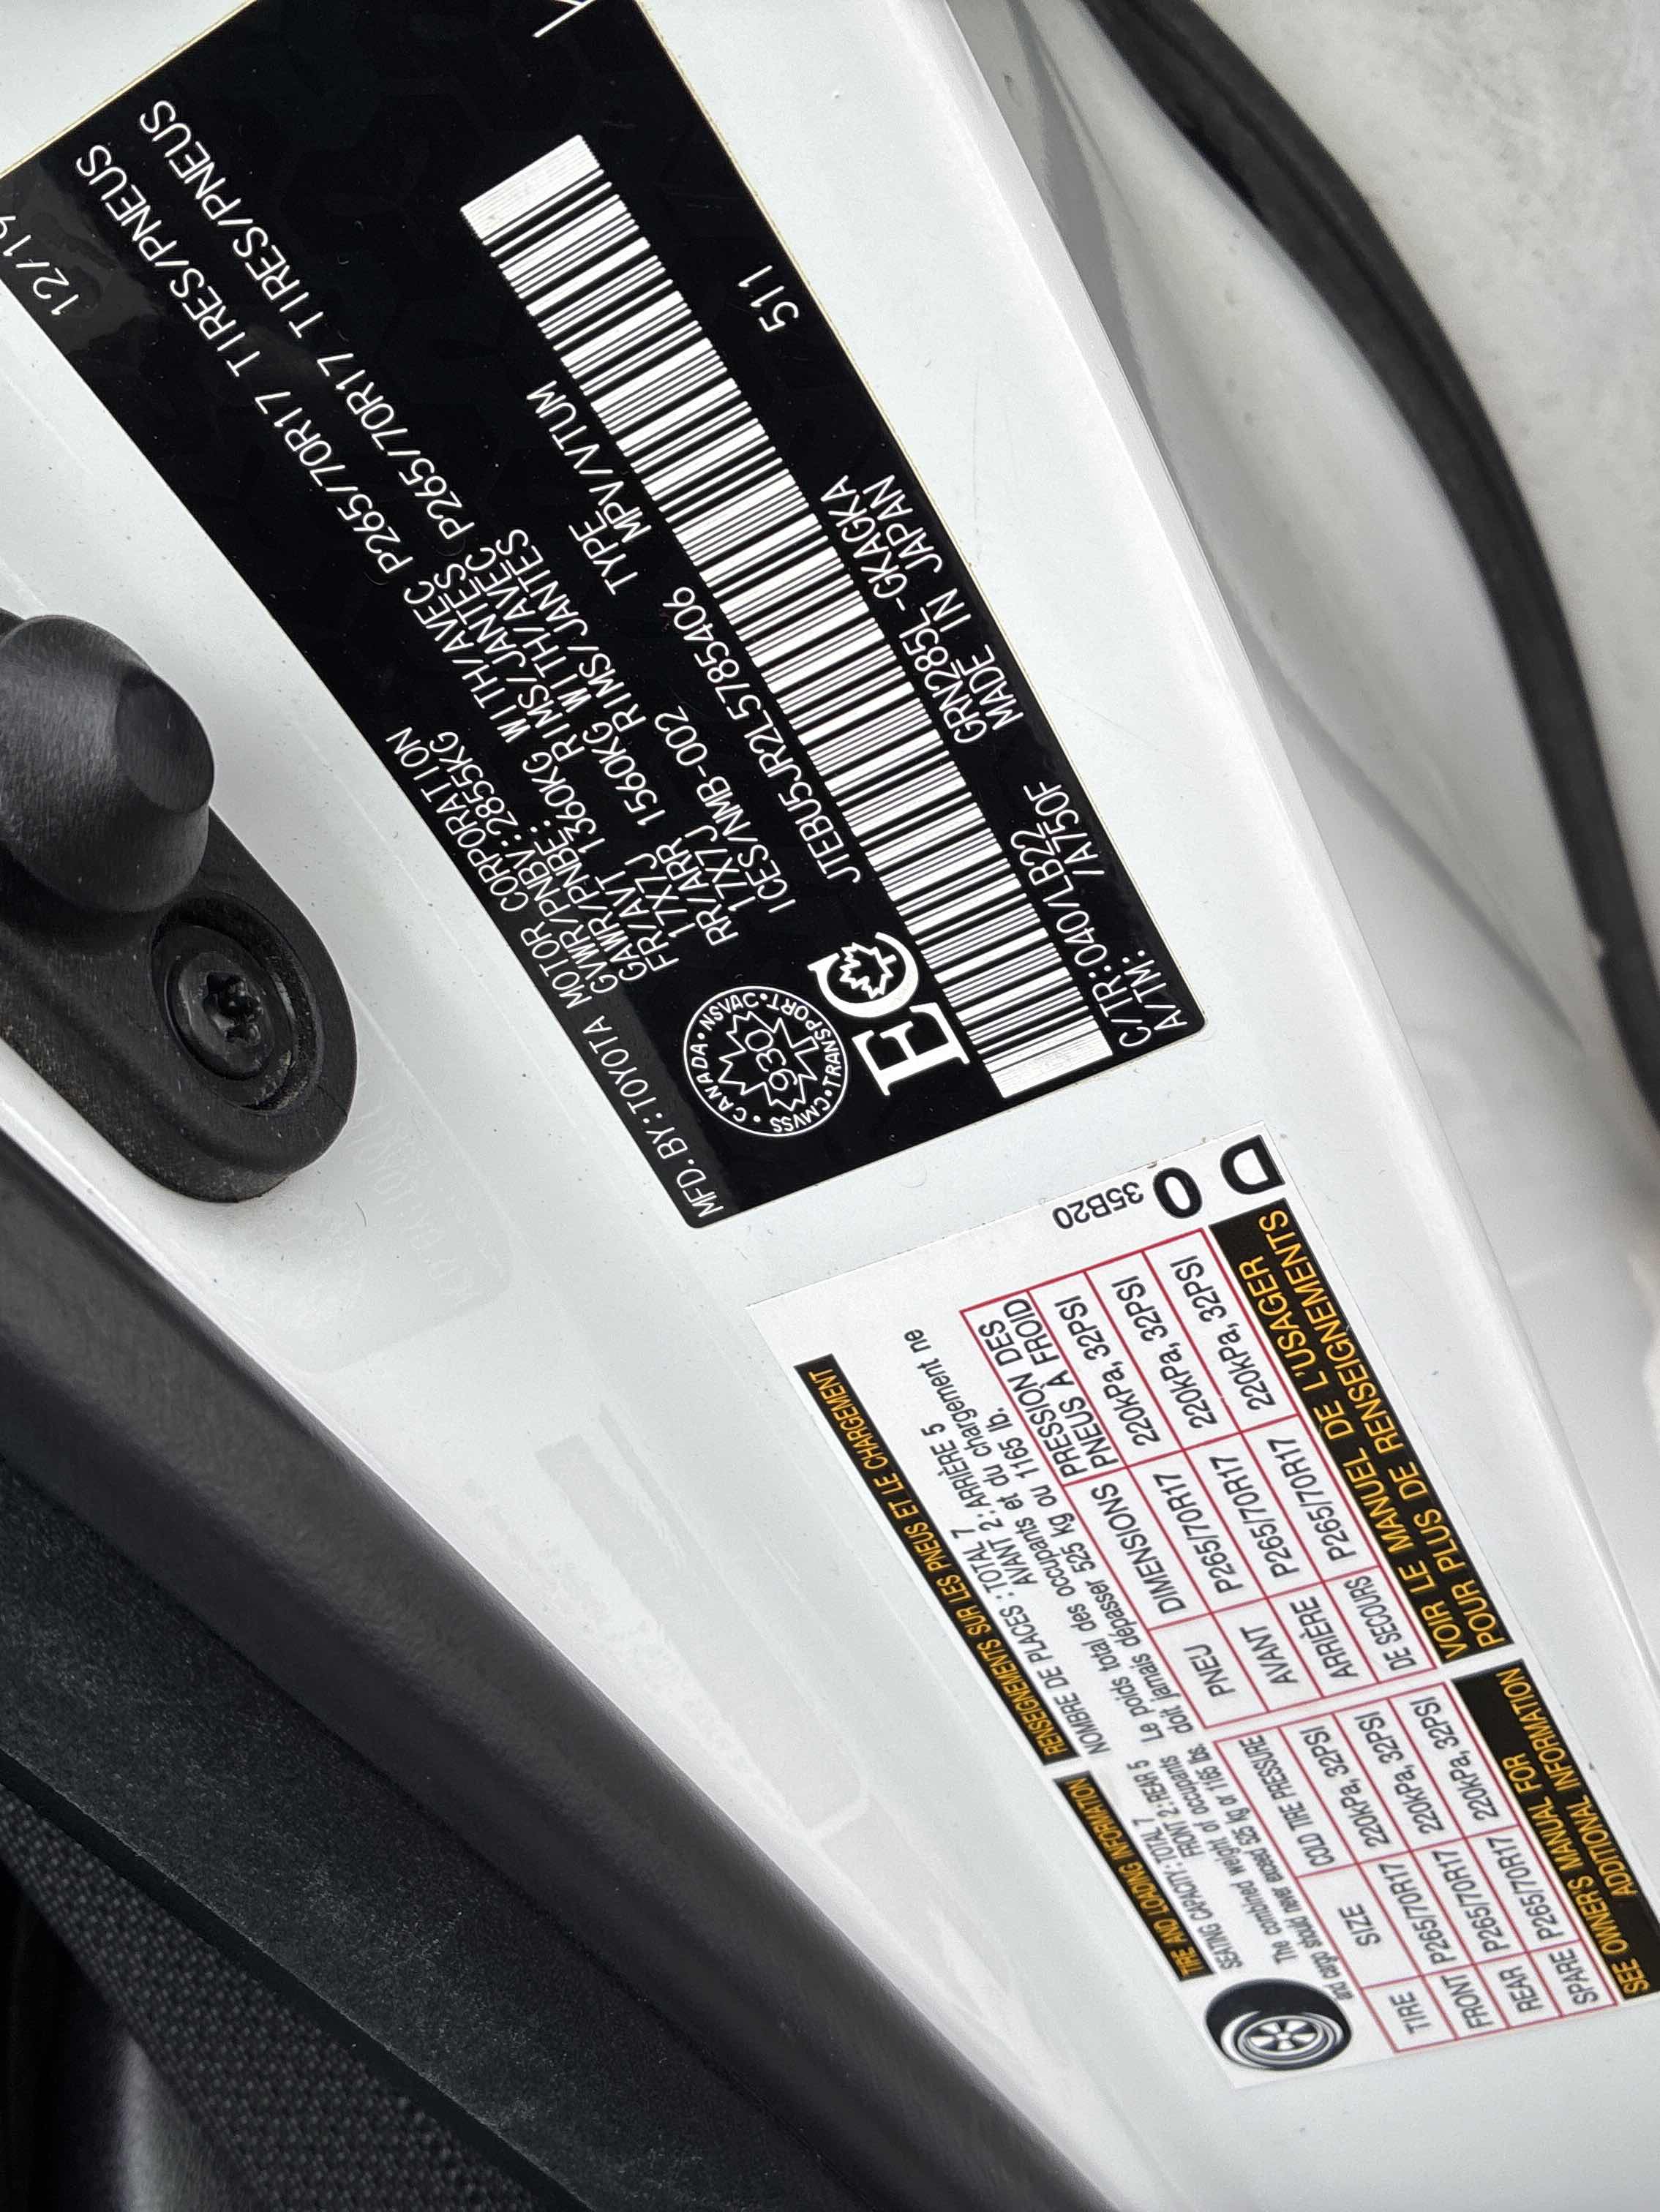 12/19
MFD.BY:TOYOTA MOTOR CORPORATION
GVWR/PNBV:2855KG
GAWR/PNBE:
FR/AVT 1360KG WITH/AVEC P265/70R17 TIRES/PNEUS
17X7J RIMS/JANTES
RR/ARR 1560KG WITH/AVEC P265/70R17 TIRES/PNEUS
17X7J RIMS/JANTES
ICES/NMB-002
JTEBU5JR2L5785406 TYPE MPV/VTUM
CANADA • NSVAC • TRANSPORT • CMVSS •
930
EC
C/TR:040/LB22 GRN285L-GKAGKA 511
A/TM: /A750F MADE IN JAPAN
TIRE AND LOADING INFORMATION
SEATING CAPACITY: TOTAL 7
FRONT 2; REAR 5
The combined weight of occupants
and cargo should never exceed 525 kg or 1165 lbs.
TIRE SIZE COLD TIRE PRESSURE
FRONT P265/70R17 220kPa, 32PSI
REAR P265/70R17 220kPa, 32PSI
SPARE P265/70R17 220kPa, 32PSI
SEE OWNERS MANUAL FOR
ADDITIONAL INFORMATION
RENSEIGNEMENTS SUR LES PNEUS ET LE CHARGEMENT
NOMBRE DE PLACES : TOTAL 7
AVANT 2; ARRIÈRE 5
Le poids total des occupants et du chargement ne
doit jamais dépasser 525 kg ou 1165 lb.
PNEU DIMENSIONS PRESSION DES
PNEUS À FROID
AVANT P265/70R17 220kPa, 32PSI
ARRIÈRE P265/70R17 220kPa, 32PSI
DE SECOURS P265/70R17 220kPa, 32PSI
VOIR LE MANUEL DE L'USAGER
POUR PLUS DE RENSEIGNEMENTS
35B20
O
D